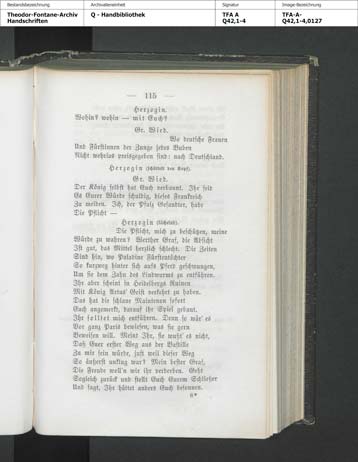 Bestandsbezeichnung
Archivalieneinheit
Signatur
Image-Bezeichnung
Theodor-Fontane-Archiv
Handschriften
Q - Handbibliothek
TFA A
Q42,1-4
TFA-A-
Q42,1-4,0127
— 115 —
Herzogin.
Wohin? wohin — mit Euch?
Gr. Wied.
Wo deutsche Frauen
Und Fürstinnen der Zunge jedes Buben
Nicht wehrlos preisgegeben sind: nach Deutschland.
Herzogin (schüttelt den Kopf).
Gr. Wied.
Der König selbst hat Euch verbannt. Ihr seid
Es Eurer Würde schuldig, dieses Frankreich
Zu meiden. Ich, der Pfalz Gesandter, habe
Die Pflicht —
Herzogin (lächelnd).
Die Pflicht, mich zu beschützen, meine
Würde zu wahren? Werther Graf, die Absicht
Ist gut, das Mittel herzlich schlecht. Die Zeiten
Sind hin, wo Paladine Fürstentöchter
So kurzweg hinter sich aufs Pferd geschwungen,
Um sie dem Zahn des Lindwurms zu entführen.
Ihr aber scheint in Heidelbergs Ruinen
Mit König Artus' Geist verkehrt zu haben.
Das hat die schlaue Maintenon sofort
Euch angemerkt, darauf ihr Spiel gebaut.
Ihr solltet mich entführen. Denn so wär' es
Vor ganz Paris bewiesen, was sie gern
Beweisen will. Meint Ihr, sie wußt' es nicht,
Daß Euer erster Weg aus der Bastille
Zu mir sein würde, just weil dieser Weg
So äußerst unklug war? Mein bester Graf,
Die Freude woll'n wir ihr verderben. Geht
Sogleich zurück und stellt Euch Eurem Schließer
Und sagt, Ihr hättet anders Euch besonnen.
8*